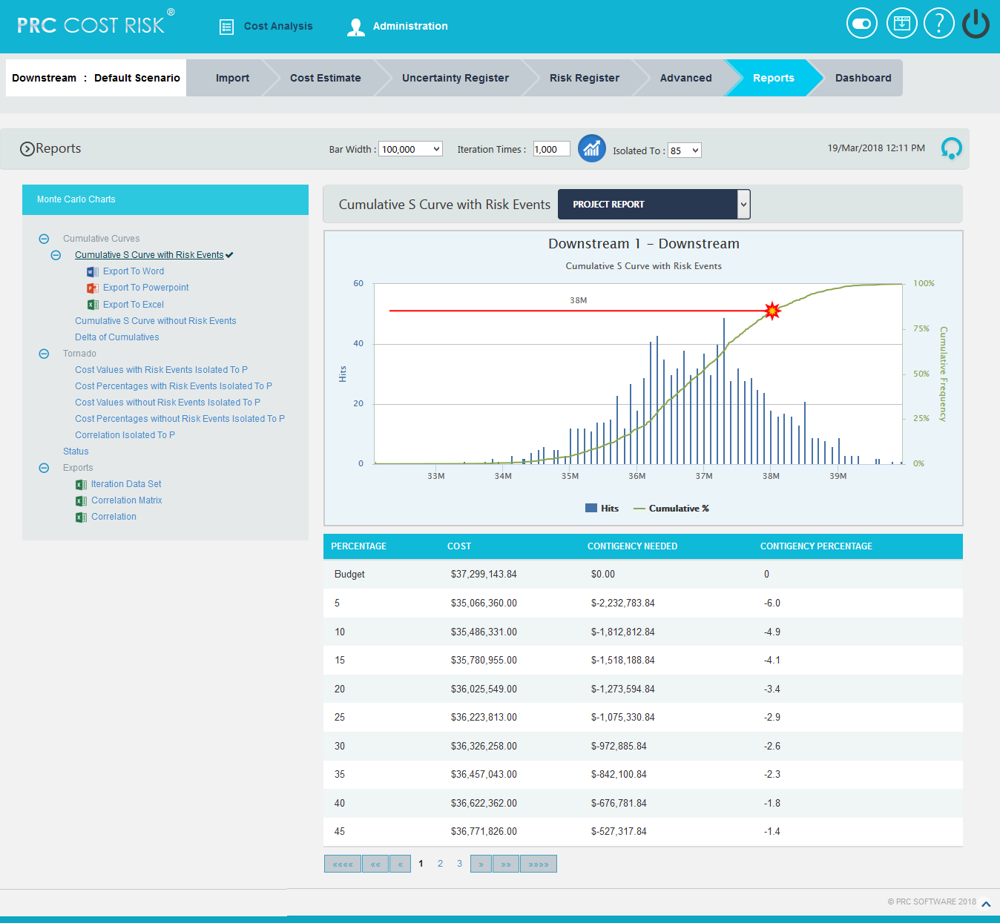 PRC COST RISK ®
Cost Analysis
Administration
?
Downstream : Default Scenario
Import
Cost Estimate
Uncertainty Register
Risk Register
Advanced
Reports
Dashboard
Reports
Bar Width : 100,000
Iteration Times : 1,000
Isolated To : 85
19/Mar/2018 12:11 PM
Monte Carlo Charts
Cumulative Curves
Cumulative S Curve with Risk Events
Export To Word
Export To Powerpoint
Export To Excel
Cumulative S Curve without Risk Events
Delta of Cumulatives
Tornado
Cost Values with Risk Events Isolated To P
Cost Percentages with Risk Events Isolated To P
Cost Values without Risk Events Isolated To P
Cost Percentages without Risk Events Isolated To P
Correlation Isolated To P
Status
Exports
Iteration Data Set
Correlation Matrix
Correlation
Cumulative S Curve with Risk Events
PROJECT REPORT
Downstream 1 - Downstream
Cumulative S Curve with Risk Events
60
40
20
0
Hits
38M
100%
75%
50%
25%
0%
Cumulative Frequency
33M 34M 35M 36M 37M 38M 39M
Hits Cumulative %
PERCENTAGE COST CONTIGENCY NEEDED CONTIGENCY PERCENTAGE
Budget $37,299,143.84 $0.00 0
5 $35,066,360.00 $-2,232,783.84 -6.0
10 $35,486,331.00 $-1,812,812.84 -4.9
15 $35,780,955.00 $-1,518,188.84 -4.1
20 $36,025,549.00 $-1,273,594.84 -3.4
25 $36,223,813.00 $-1,075,330.84 -2.9
30 $36,326,258.00 $-972,885.84 -2.6
35 $36,457,043.00 $-842,100.84 -2.3
40 $36,622,362.00 $-676,781.84 -1.8
45 $36,771,826.00 $-527,317.84 -1.4
«««« «« « 1 2 3 » »» »»»»
© PRC SOFTWARE 2018